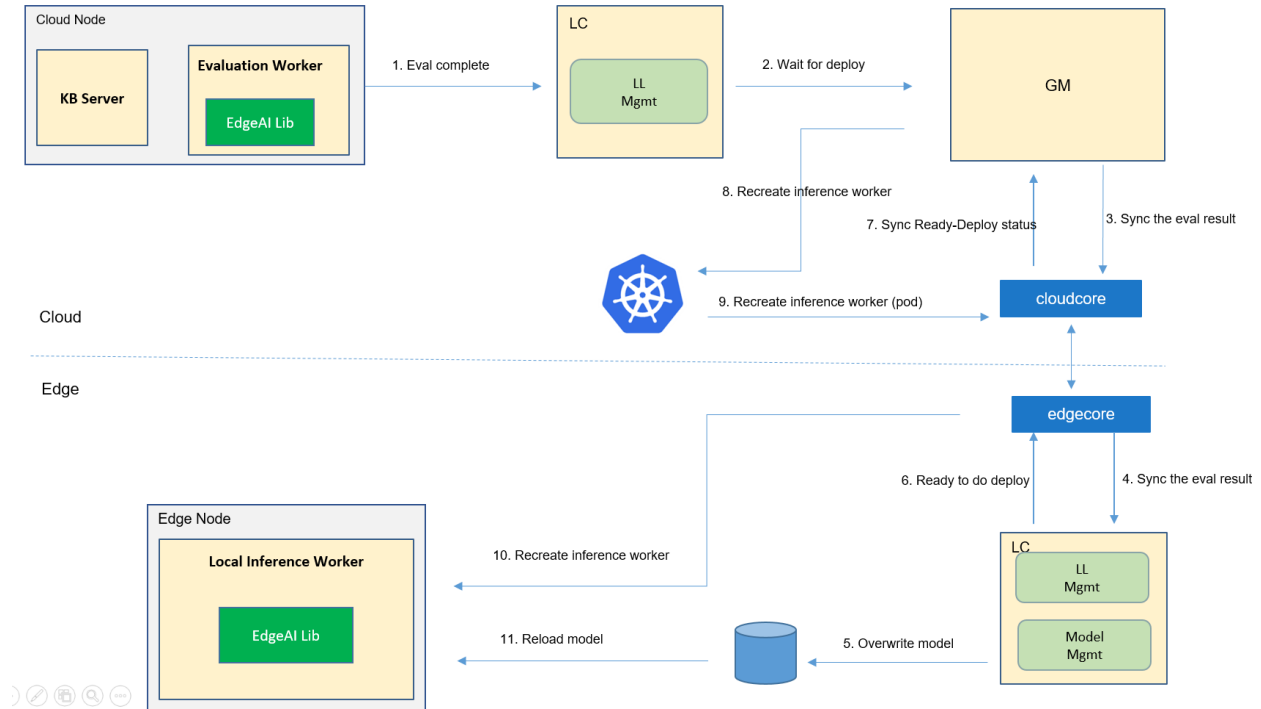 Cloud Node
KB Server
Evaluation Worker
EdgeAI Lib
1. Eval complete
LC
LL
Mgmt
2. Wait for deploy
GM
8. Recreate inference worker
7. Sync Ready-Deploy status
3. Sync the eval result
9. Recreate inference worker (pod)
cloudcore
Cloud
Edge
edgecore
6. Ready to do deploy
4. Sync the eval result
Edge Node
Local Inference Worker
EdgeAI Lib
10. Recreate inference worker
11. Reload model
5. Overwrite model
LC
LL
Mgmt
Model
Mgmt